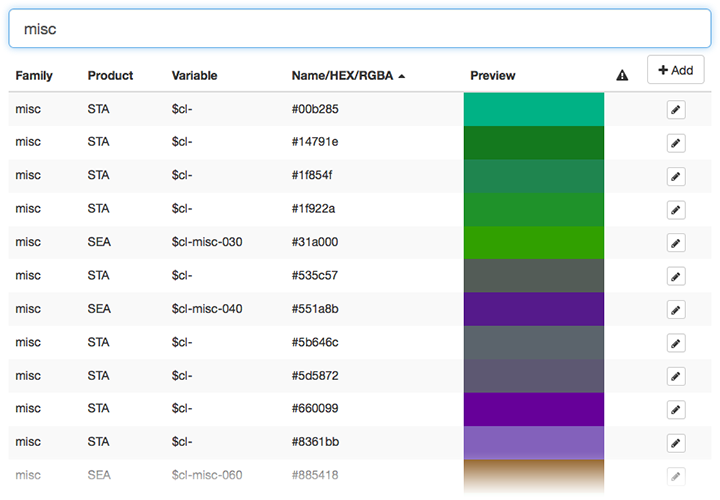 misc
Family Product Variable Name/HEX/RGBA Preview Add
misc STA $cl- #00b285
misc STA $cl- #14791e
misc STA $cl- #1f854f
misc STA $cl- #1f922a
misc SEA $cl-misc-030 #31a000
misc STA $cl- #535c57
misc SEA $cl-misc-040 #551a8b
misc STA $cl- #5b646c
misc STA $cl- #5d5872
misc STA $cl- #660099
misc STA $cl- #8361bb
misc SEA $cl-misc-060 #885418